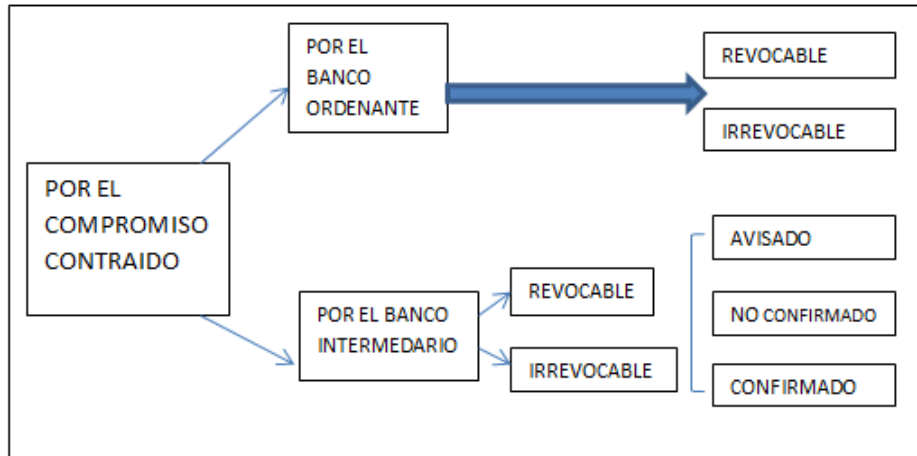 POR EL
COMPROMISO
CONTRAIDO
POR EL
BANCO
ORDENANTE
REVOCABLE
IRREVOCABLE
POR EL BANCO
INTERMEDARIO
REVOCABLE
IRREVOCABLE
AVISADO
NO CONFIRMADO
CONFIRMADO